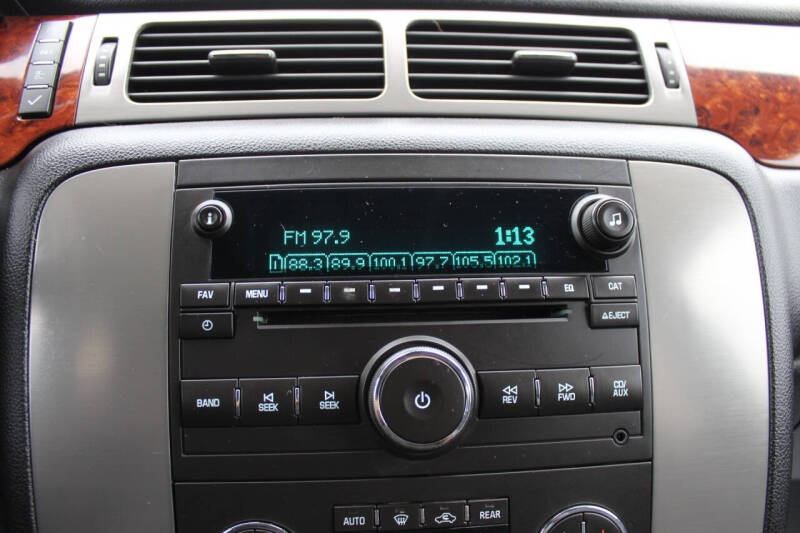 FM 97.9 1:13
1 88.3 89.9 100.1 97.7 105.5 102.1
FAV MENU EQ CAT
≜EJECT
BAND SEEK SEEK REV FWD CD/AUX
AUTO REAR